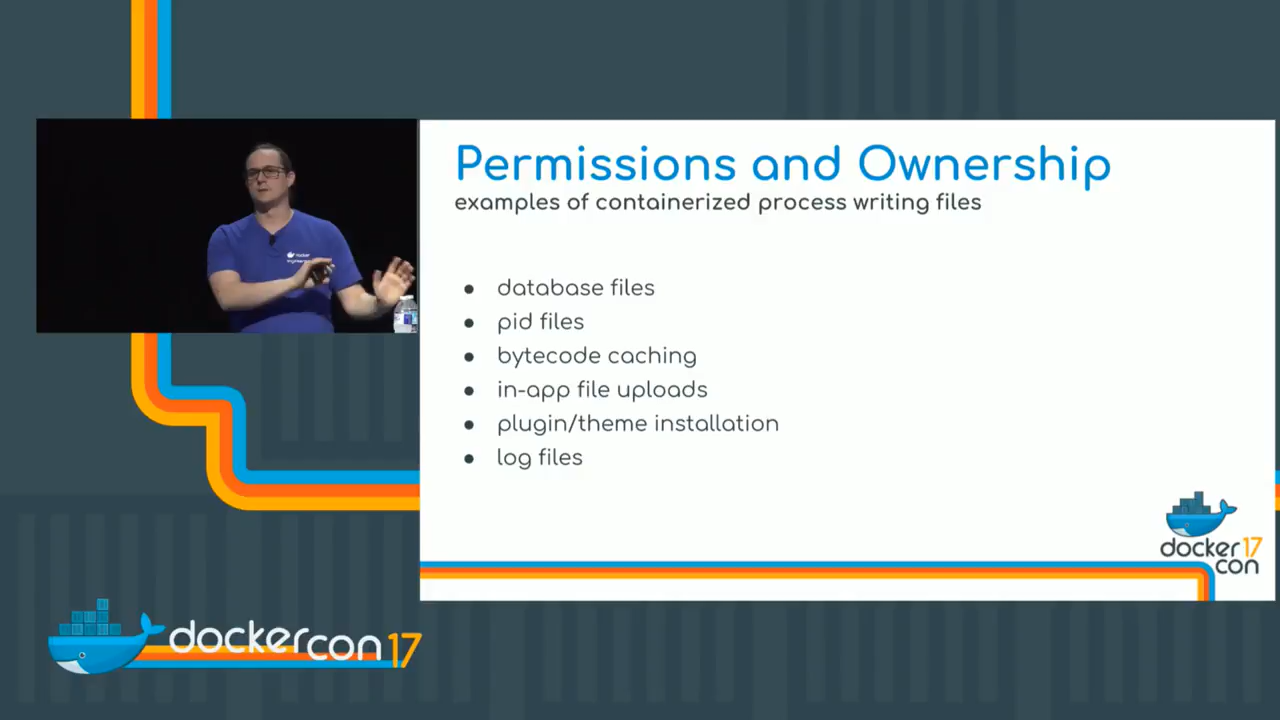 Permissions and Ownership
examples of containerized process writing files
● database files
● pid files
● bytecode caching
● in-app file uploads
● plugin/theme installation
● log files
docker
docker 17
con
dockercon 17